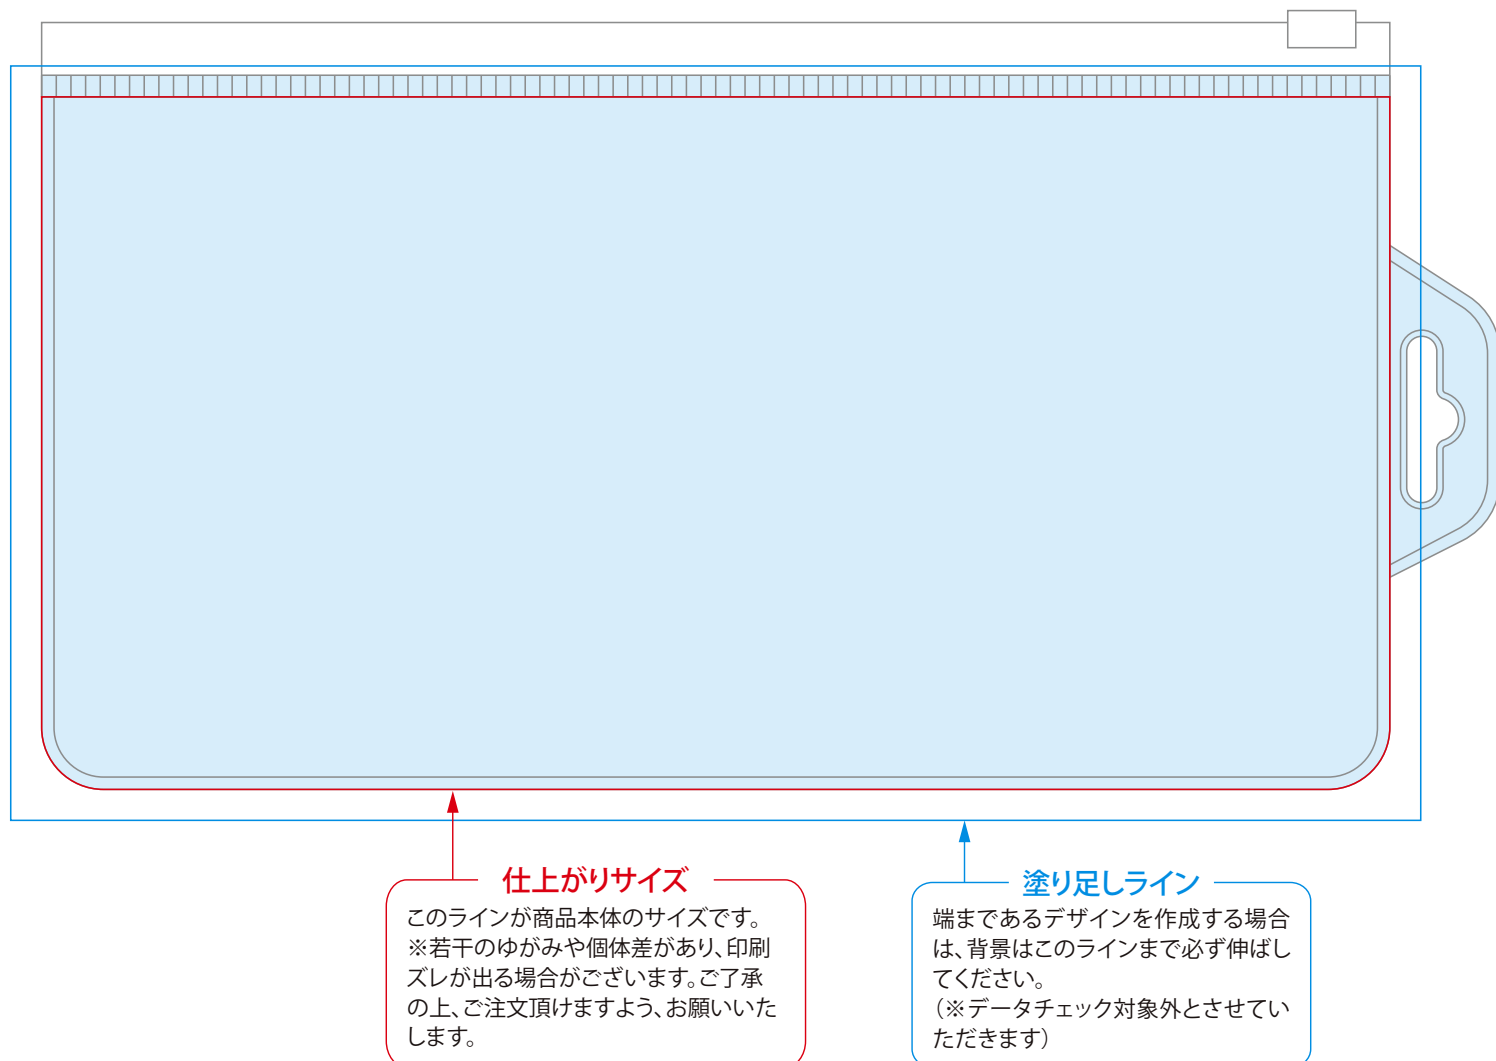 仕上がりサイズ
このラインが商品本体のサイズです。
※若干のゆがみや個体差があり、印刷
ズレが出る場合がございます。ご了承
の上、ご注文頂けますよう、お願いいた
します。
塗り足しライン
端まであるデザインを作成する場合
は、背景はこのラインまで必ず伸ばし
てください。
(※データチェック対象外とさせてい
ただきます)